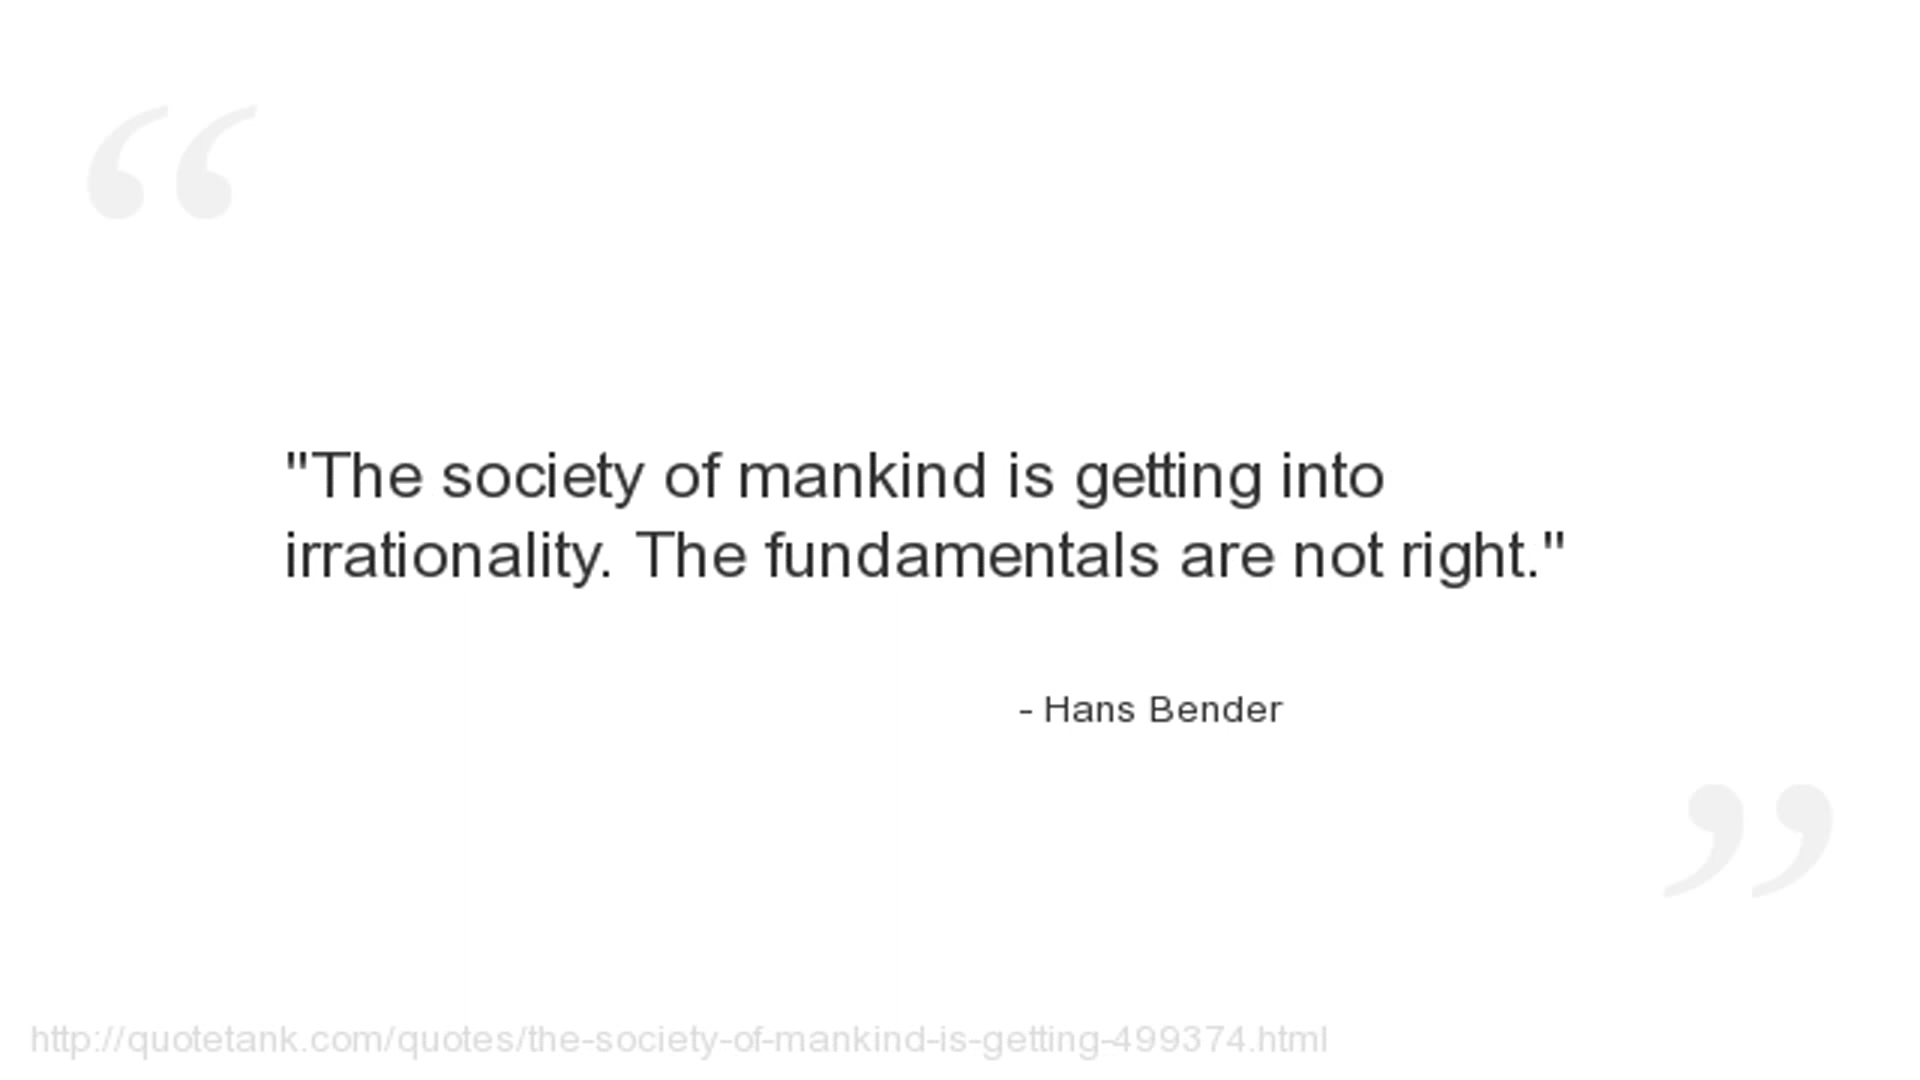 "The society of mankind is getting into
irrationality. The fundamentals are not right."
- Hans Bender
http://quotetank.com/quotes/the-society-of-mankind-is-getting-499374.html